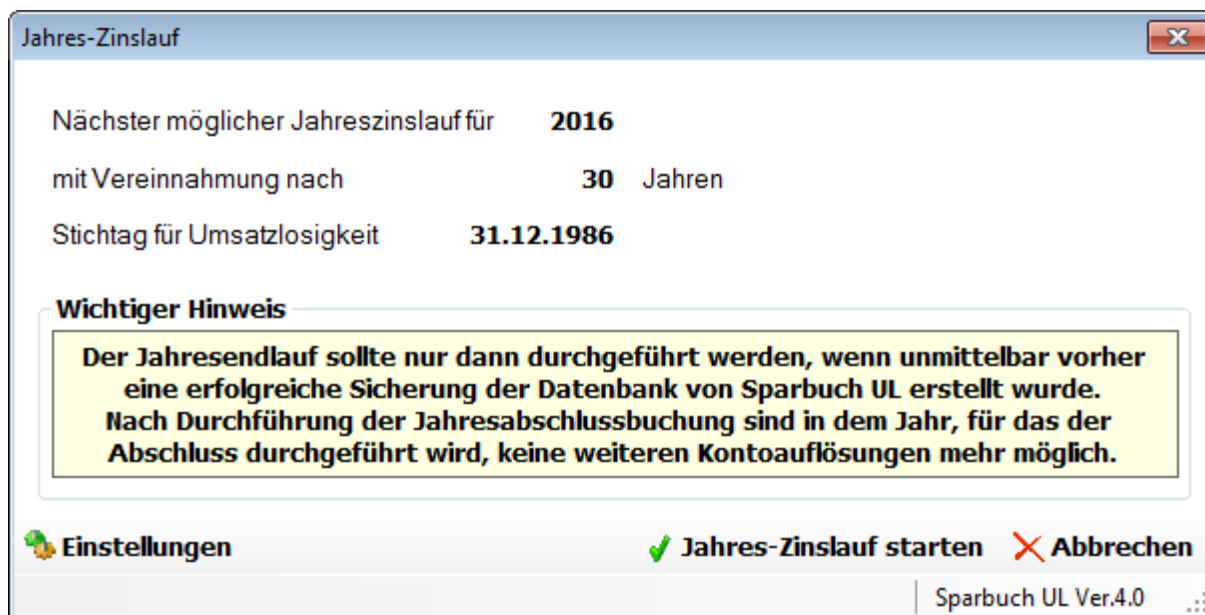 Jahres-Zinslauf
Nächster möglicher Jahreszinslauf für 2016
mit Vereinnahmung nach 30 Jahren
Stichtag für Umsatzlosigkeit 31.12.1986
Wichtiger Hinweis
Der Jahresendlauf sollte nur dann durchgeführt werden, wenn unmittelbar vorher
eine erfolgreiche Sicherung der Datenbank von Sparbuch UL erstellt wurde.
Nach Durchführung der Jahresabschlussbuchung sind in dem Jahr, für das der
Abschluss durchgeführt wird, keine weiteren Kontoauflösungen mehr möglich.
Einstellungen Jahres-Zinslauf starten Abbrechen
Sparbuch UL Ver.4.0